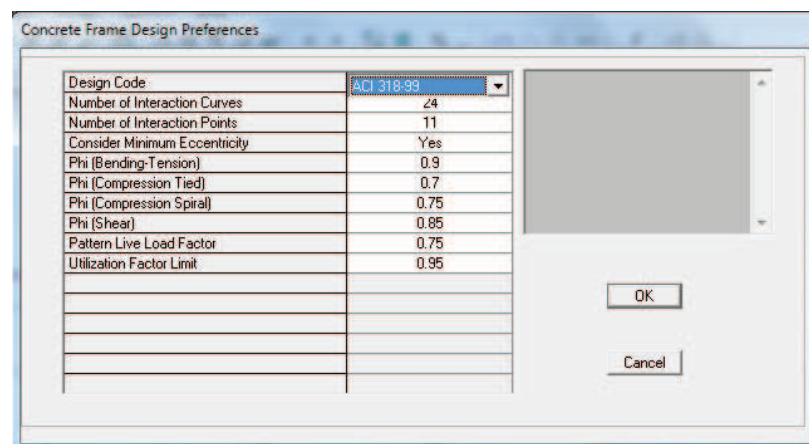 Concrete Frame Design Preferences
Design Code ACI 318-99
Number of Interaction Curves 24
Number of Interaction Points 11
Consider Minimum Eccentricity Yes
Phi (Bending-Tension) 0.9
Phi (Compression Tied) 0.7
Phi (Compression Spiral) 0.75
Phi (Shear) 0.85
Pattern Live Load Factor 0.75
Utilization Factor Limit 0.95
OK
Cancel